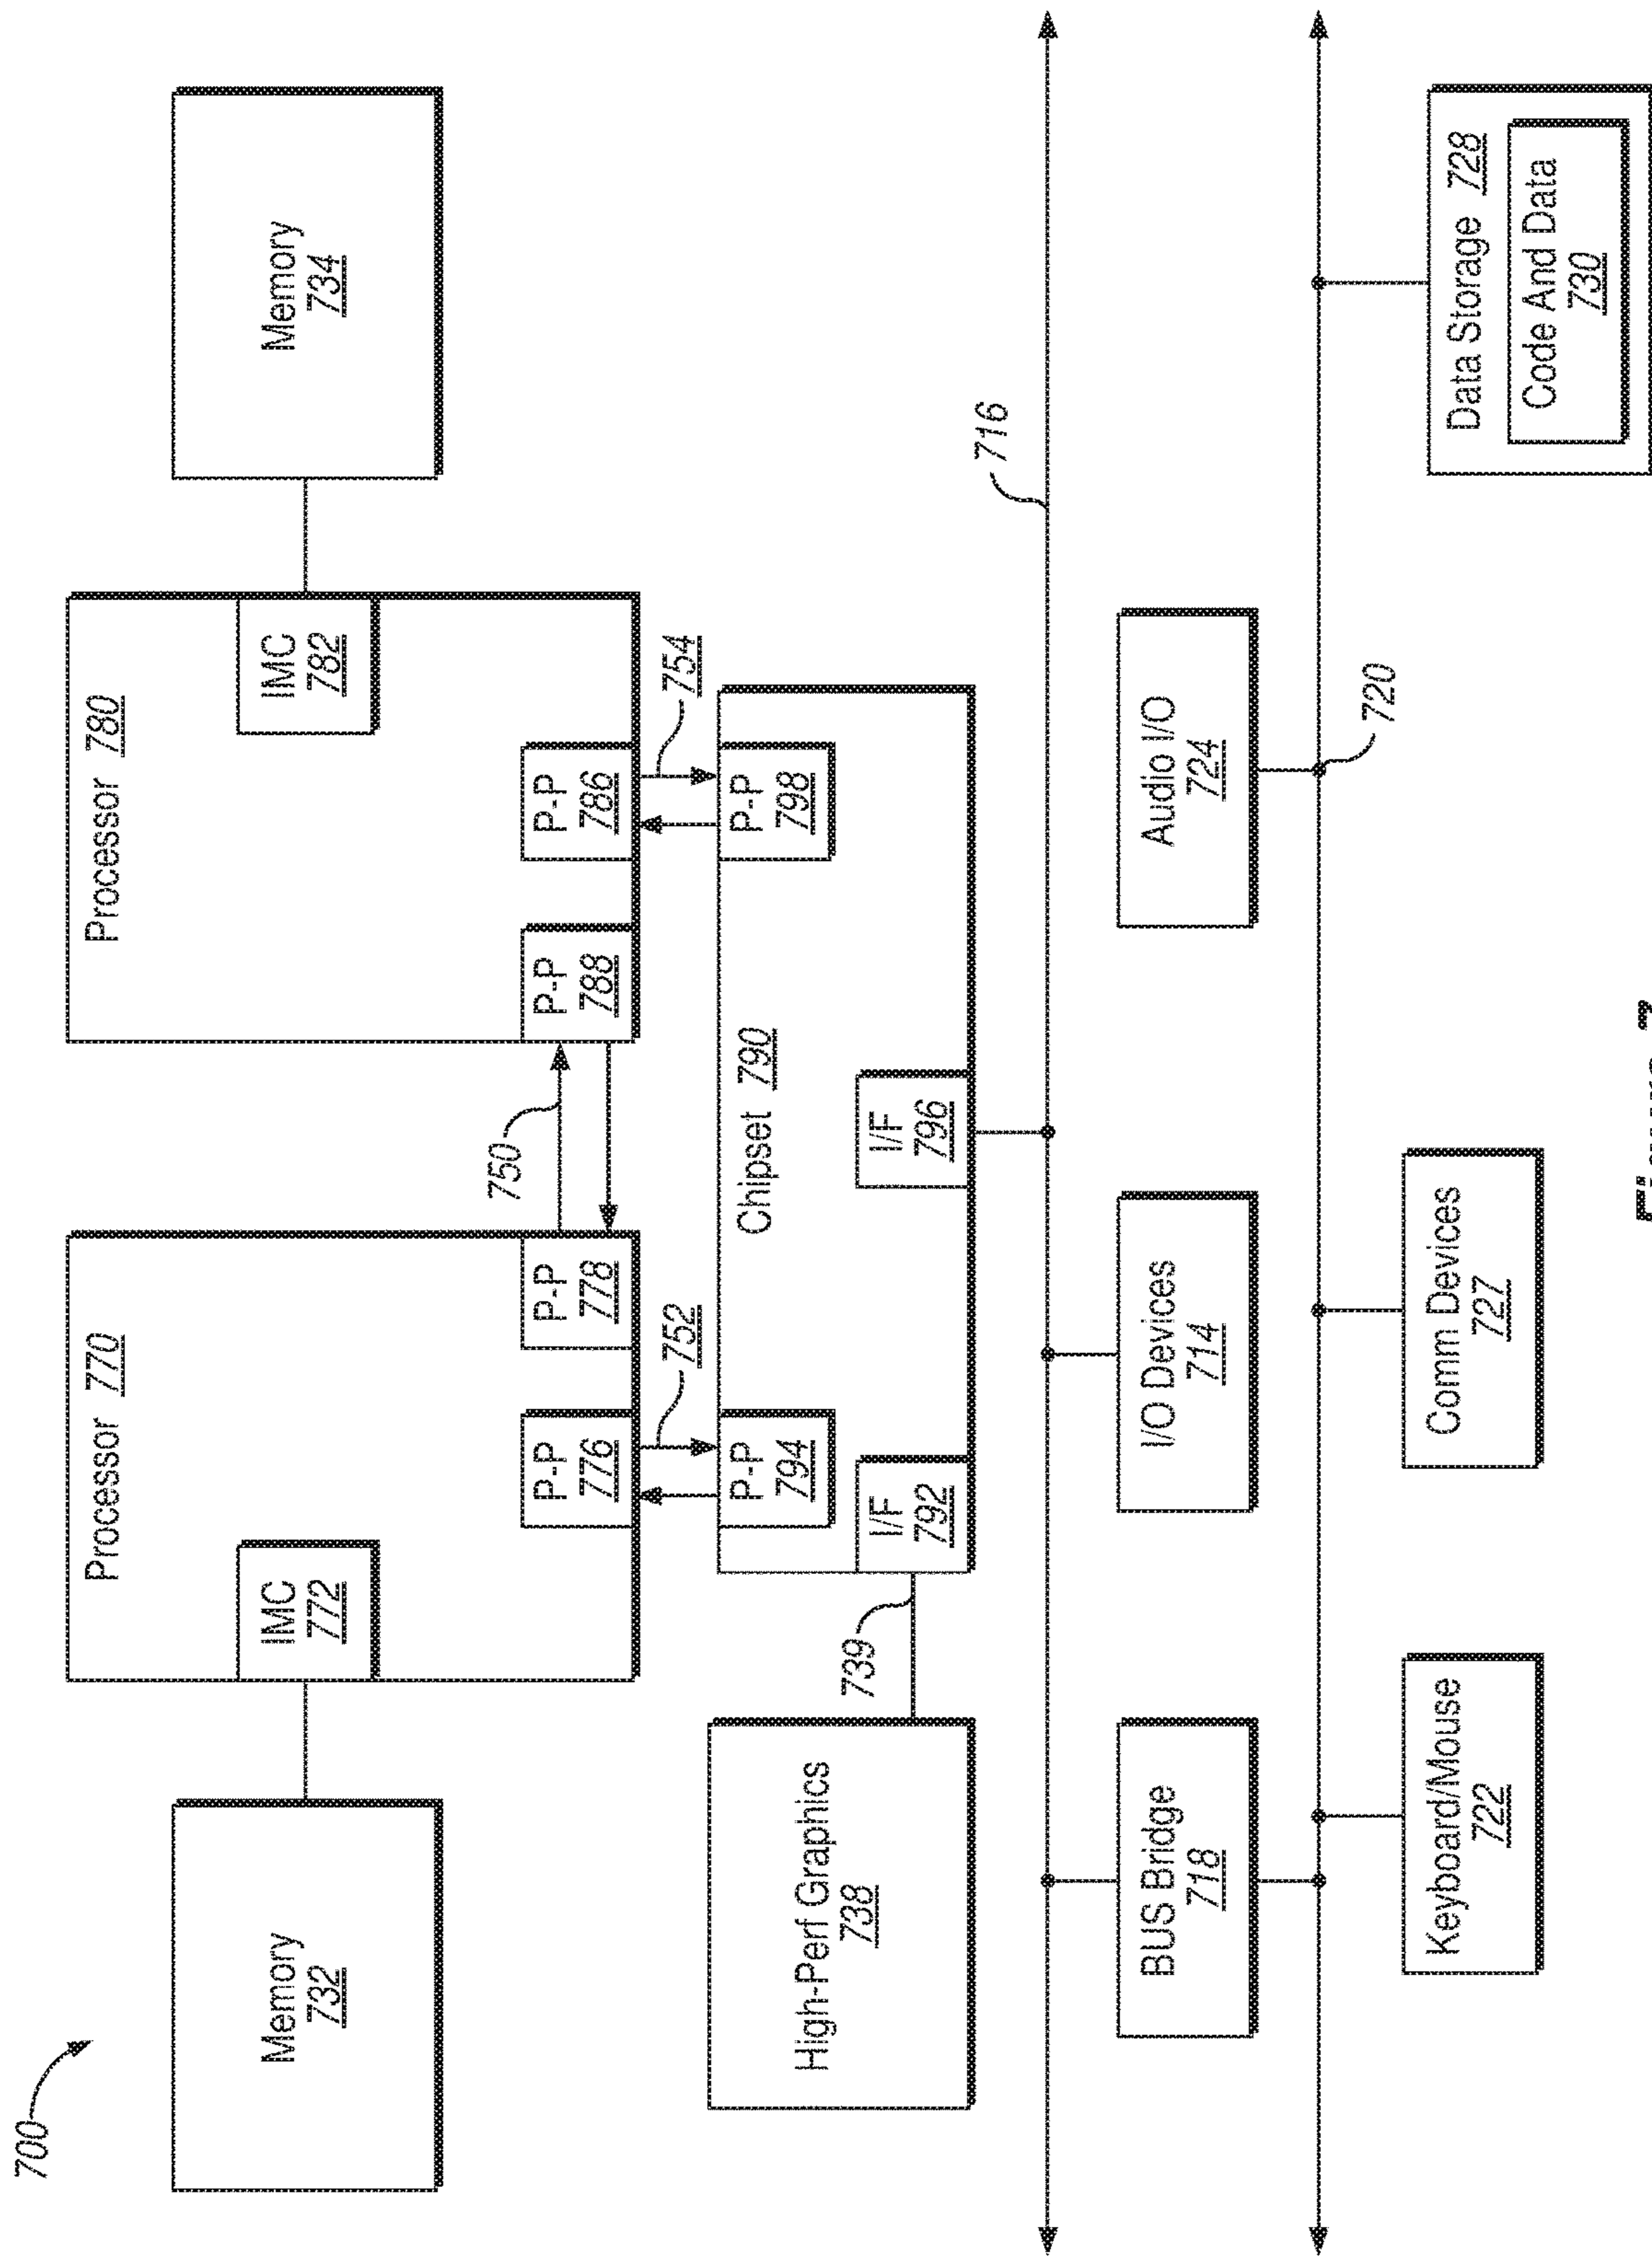 700
Memory
732
Processor 770
IMC
772
P-P
776
P-P
778
750
Processor 780
IMC
782
P-P
788
P-P
786
Memory
734
752
754
High-Perf Graphics
738
739
Chipset 790
P-P
794
P-P
798
I/F
792
I/F
796
716
BUS Bridge
718
I/O Devices
714
Audio I/O
724
720
Keyboard/Mouse
722
Comm Devices
727
Data Storage 728
Code And Data
730